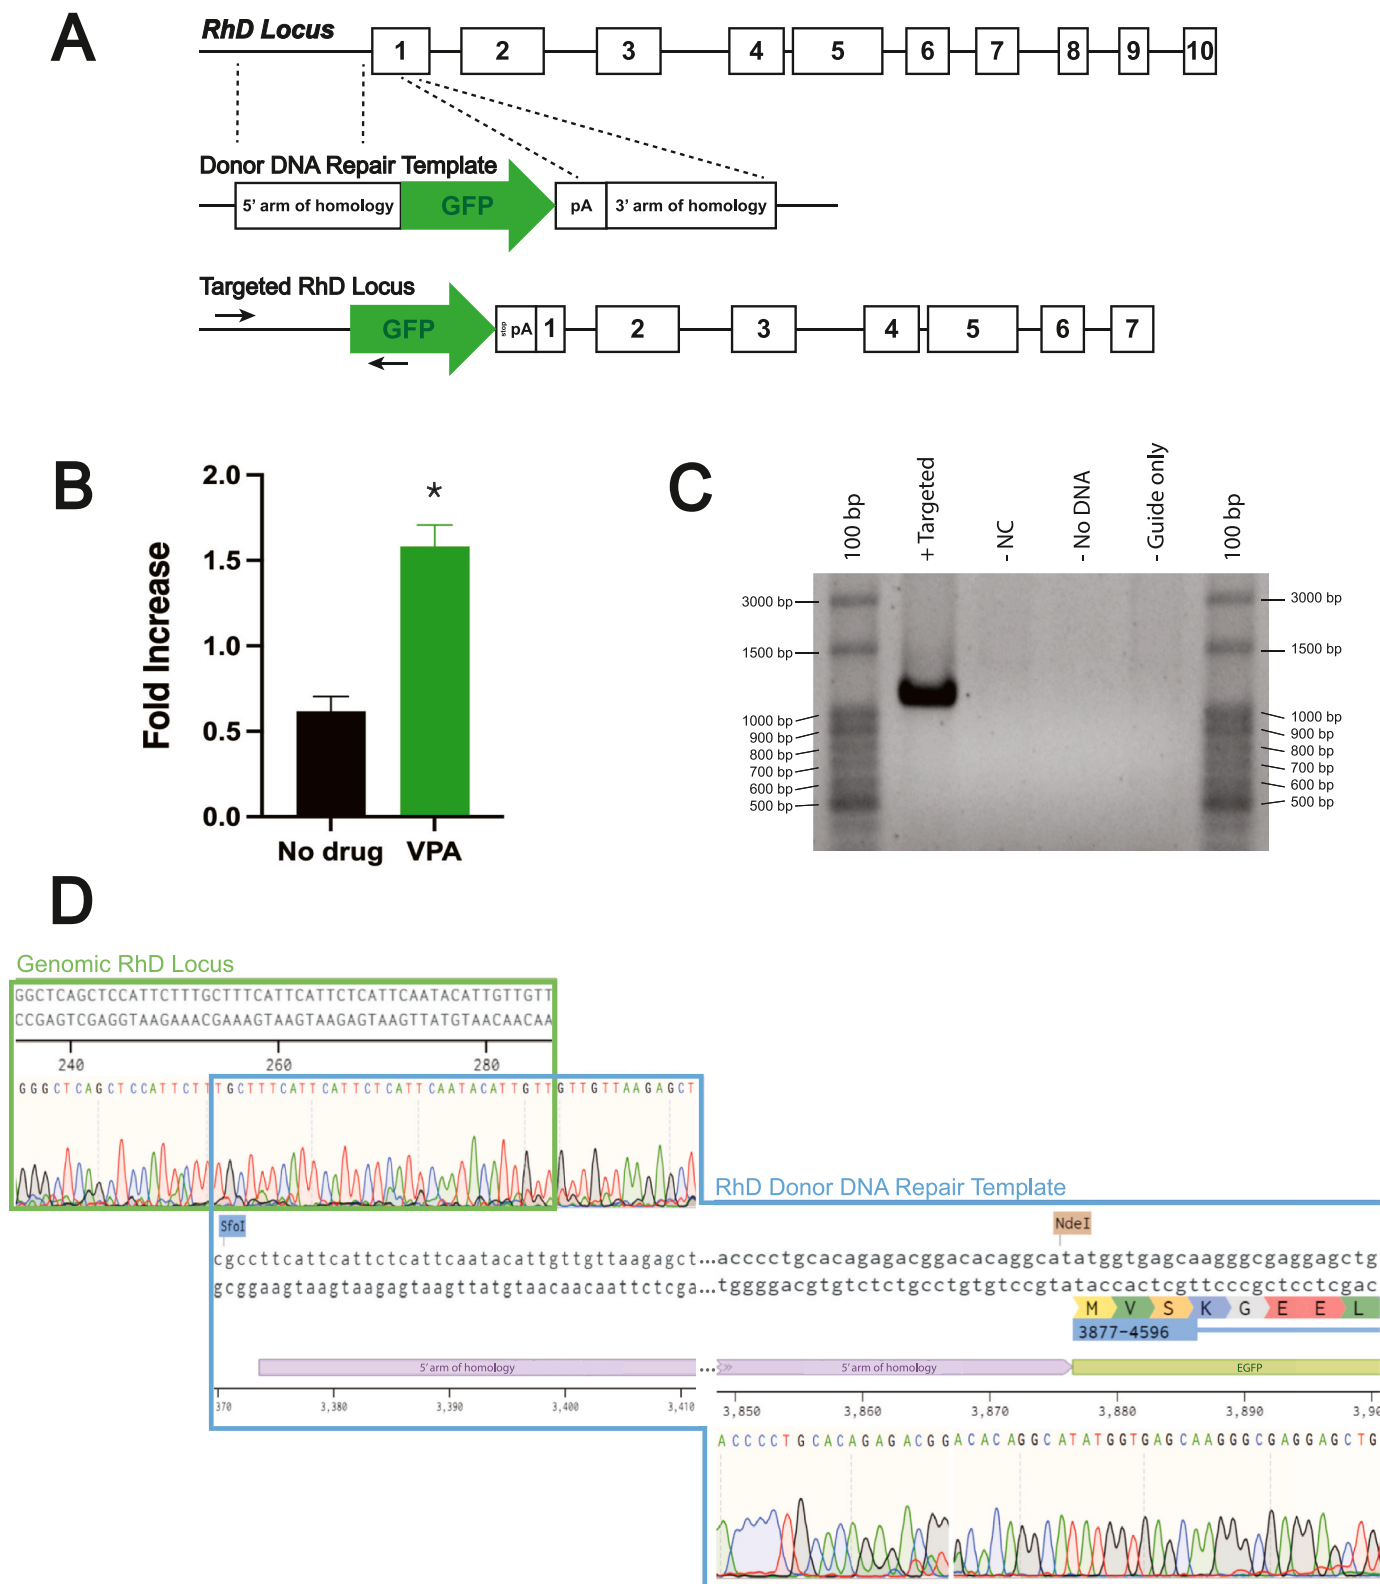 A
RhD Locus
1 2 3 4 5 6 7 8 9 10
Donor DNA Repair Template
5' arm of homology GFP pA 3' arm of homology
Targeted RhD Locus
GFP stop pA 1 2 3 4 5 6 7
B
Fold Increase
2.0
1.5
1.0
0.5
0.0
*
No drug VPA
C
100 bp
+ Targeted
- NC
- No DNA
- Guide only
100 bp
3000 bp 3000 bp
1500 bp 1500 bp
1000 bp 1000 bp
900 bp 900 bp
800 bp 800 bp
700 bp 700 bp
600 bp 600 bp
500 bp 500 bp
D
Genomic RhD Locus
GGCTCAGCTCCATTCTTTGCTTTCATTCATTCTCATTCAATACATTGTTGTT
CCGAGTCGAGGTAAGAAACGAAAGTAAGTAAGAGTAAGTTATGTAACAACAA
240 260 280
GGGCTCAGCTCCATTCTTTGCTTTCATTCATTCTCATTCAATACATTGTTGTTGTTAAGAGCT
RhD Donor DNA Repair Template
SfoI NdeI
cgccttcattcattctcattcaatacattgttgttaagagct...acccctgcacagagacggacacaggcatatggtgagcaagggcgaggagctg
gcggaagtaagtaagagtaagttatgtaacaacaattctcga...tggggacgtgtctctgcctgtgtccgtataccactcgttcccgctcctcgac
M V S K G E E L
3877-4596
5' arm of homology ... 5' arm of homology EGFP
370 3,380 3,390 3,400 3,410 3,850 3,860 3,870 3,880 3,890 3,90
ACCCCTGCACAGAGACGGACACAGGCATATGGTGAGCAAGGGCGAGGAGCTG